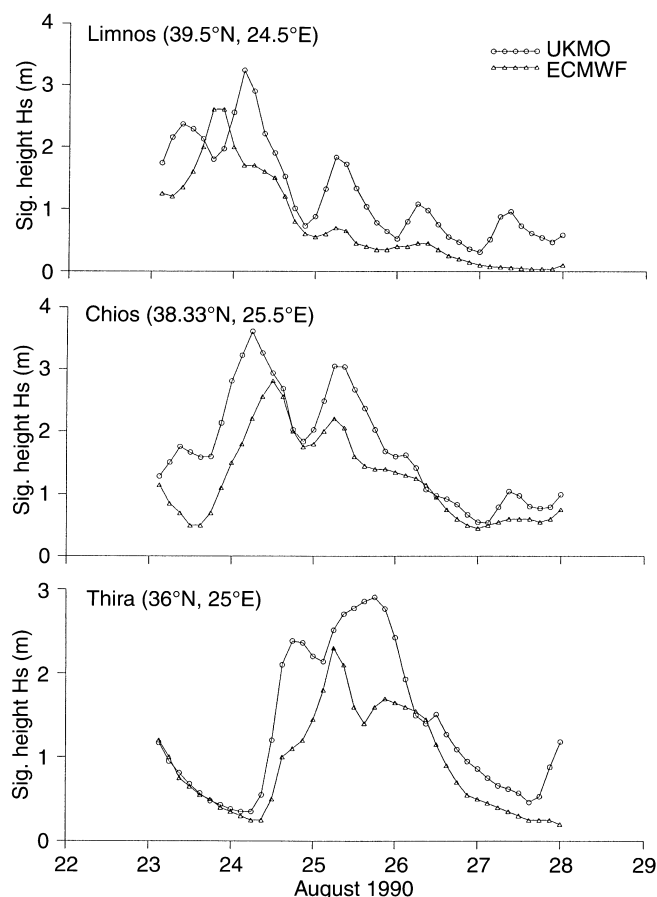 4
Limnos (39.5°N, 24.5°E)
UKMO
ECMWF
3
2
1
0
Sig. height Hs (m)
4
Chios (38.33°N, 25.5°E)
3
2
1
0
Sig. height Hs (m)
3
Thira (36°N, 25°E)
2
1
0
Sig. height Hs (m)
22 23 24 25 26 27 28 29
August 1990